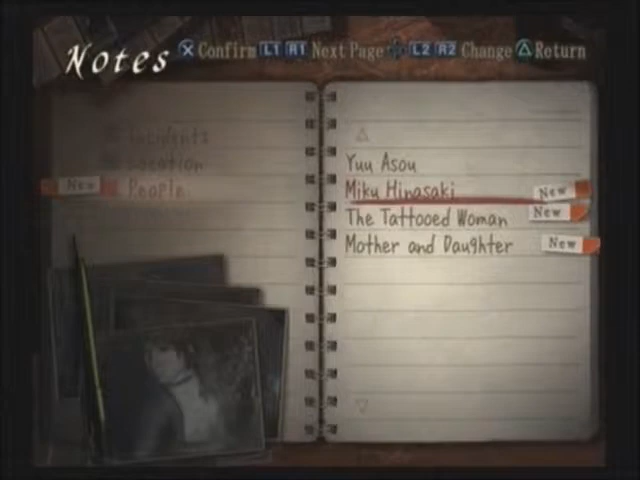 Notes Confirm L1 R1 Next Page L2 R2 Change Return
Incidents
Location
New People
Yuu Asou
Miku Hinasaki New
The Tattooed Woman New
Mother and Daughter New